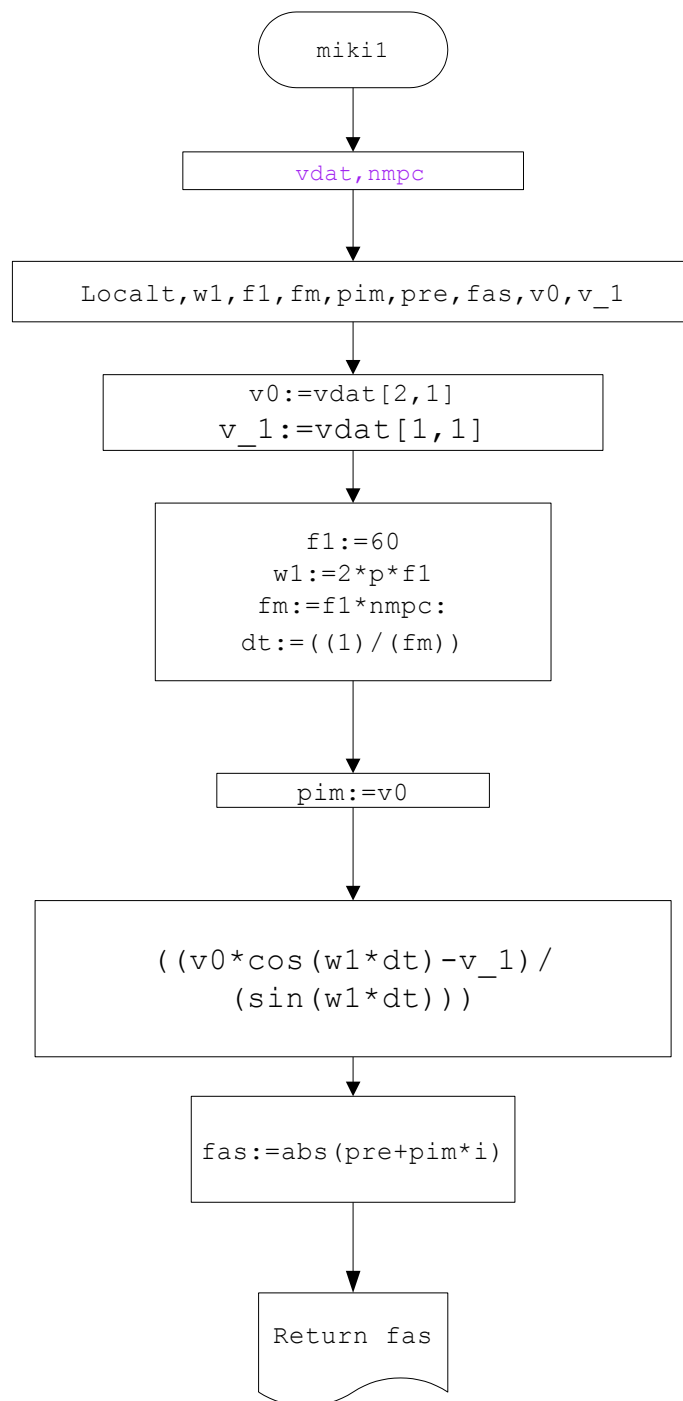 miki1
vdat,nmpc
Localt,w1,f1,fm,pim,pre,fas,v0,v_1
v0:=vdat[2,1]
v_1:=vdat[1,1]
f1:=60
w1:=2*p*f1
fm:=f1*nmpc:
dt:=((1)/(fm))
pim:=v0
((v0*cos(w1*dt)-v_1)/
(sin(w1*dt)))
fas:=abs(pre+pim*i)
Return fas